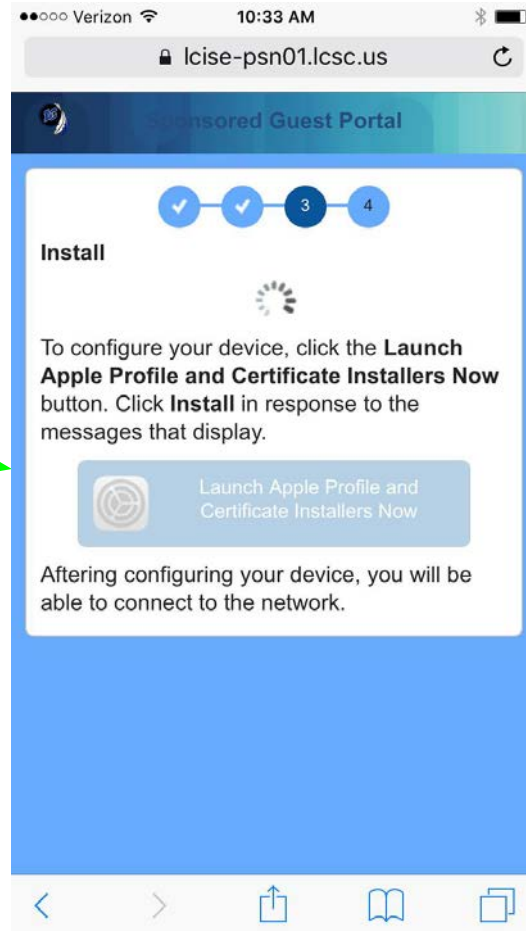 Verizon 10:33 AM
lcise-psn01.lcsc.us
Sponsored Guest Portal
3 4
Install
To configure your device, click the Launch
Apple Profile and Certificate Installers Now
button. Click Install in response to the
messages that display.
Launch Apple Profile and
Certificate Installers Now
Aftering configuring your device, you will be
able to connect to the network.